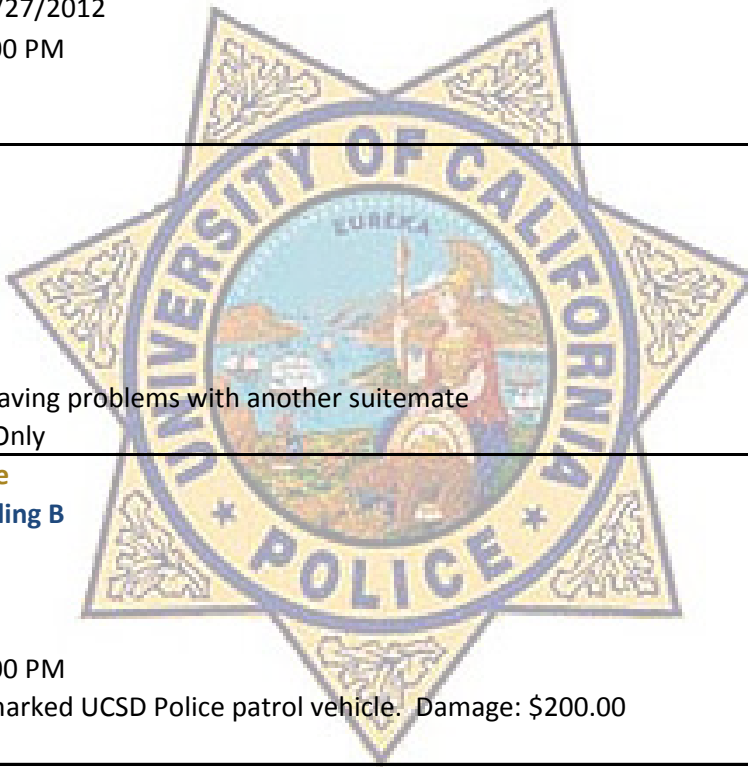 /27/2012
00 PM
UNIVERSITY OF CALIFORNIA
EUREKA
aving problems with another suitemate
Only
e
ling B
POLICE
00 PM
marked UCSD Police patrol vehicle.  Damage: $200.00